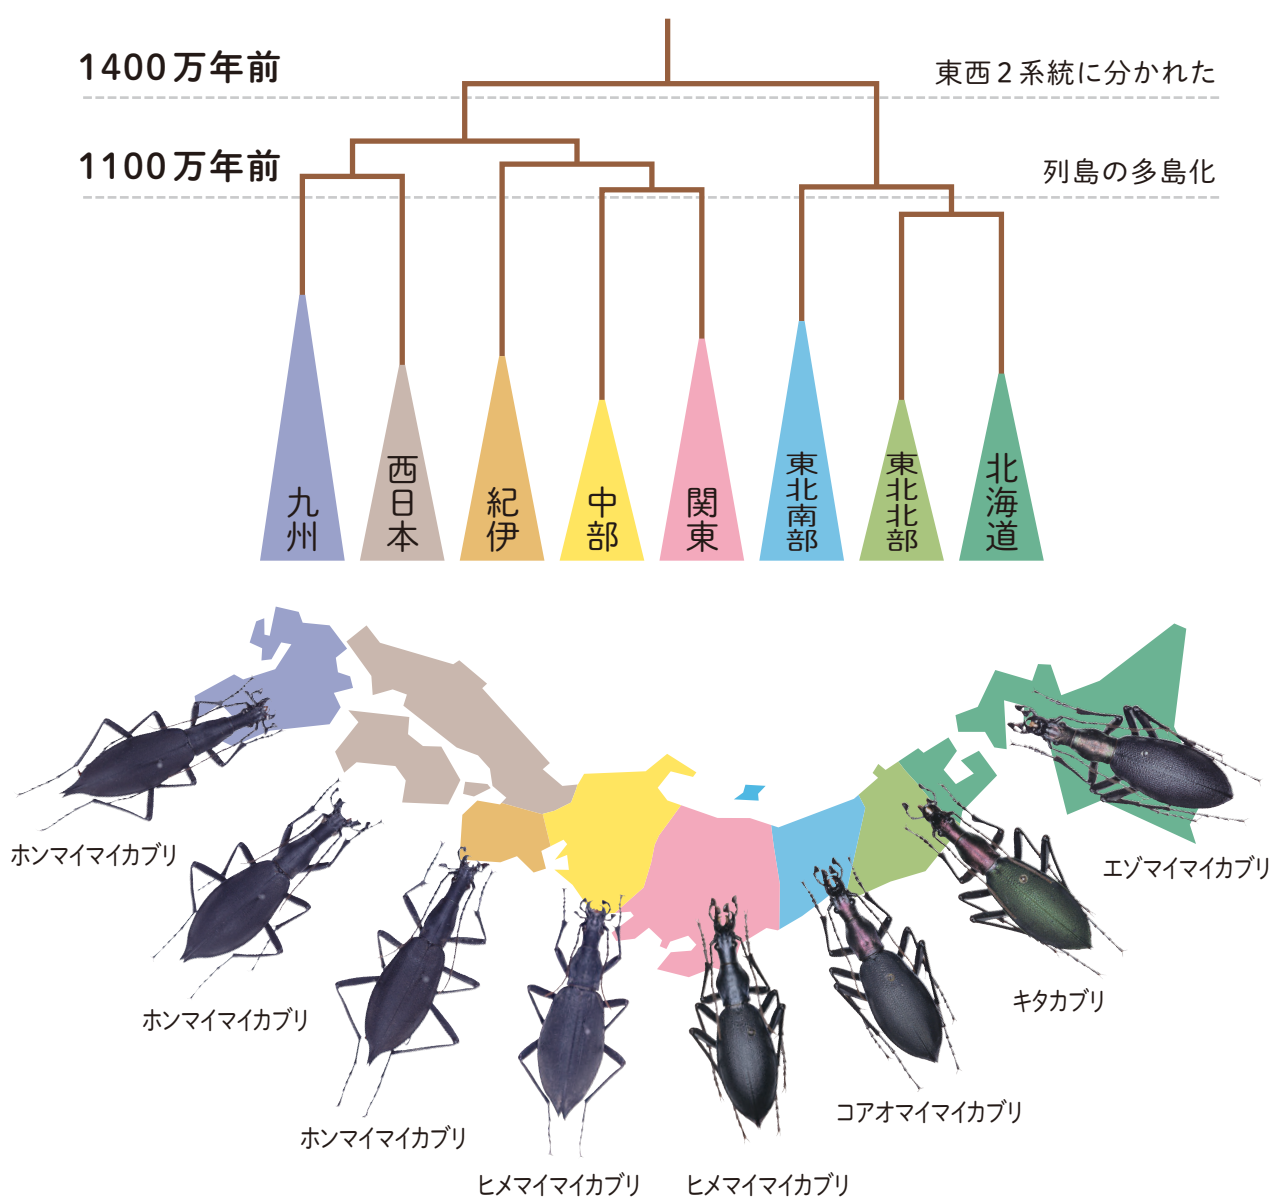 1400万年前
東西2系統に分かれた
1100万年前
列島の多島化
九州
西日本
紀伊
中部
関東
東北南部
東北北部
北海道
ホンマイマイカブリ
エゾマイマイカブリ
ホンマイマイカブリ
キタカブリ
ホンマイマイカブリ
コアオマイマイカブリ
ヒメマイマイカブリ
ヒメマイマイカブリ